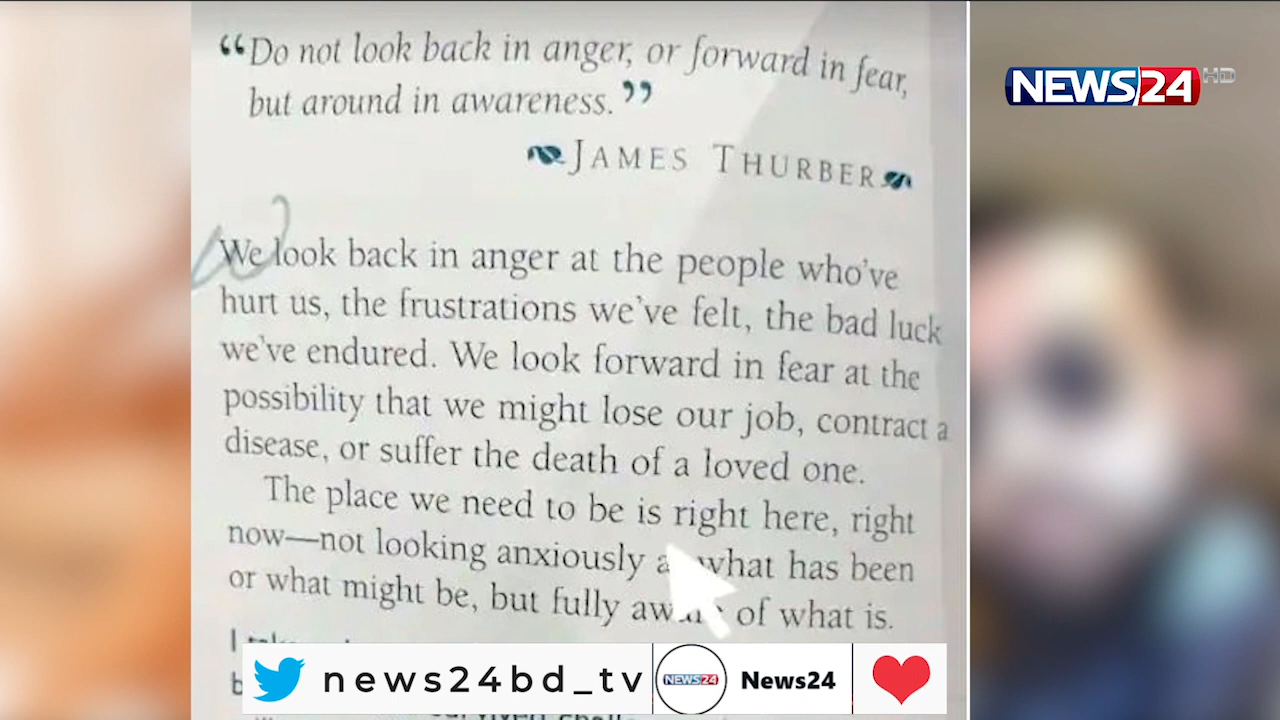 “Do not look back in anger, or forward in fear,
but around in awareness.”
JAMES THURBER
We look back in anger at the people who've
hurt us, the frustrations we've felt, the bad luck
we've endured. We look forward in fear at the
possibility that we might lose our job, contract a
disease, or suffer the death of a loved one.
The place we need to be is right here, right
now—not looking anxiously what has been
or what might be, but fully of what is.
I
NEWS24 HD
news24bd_tv
NEWS24
News24